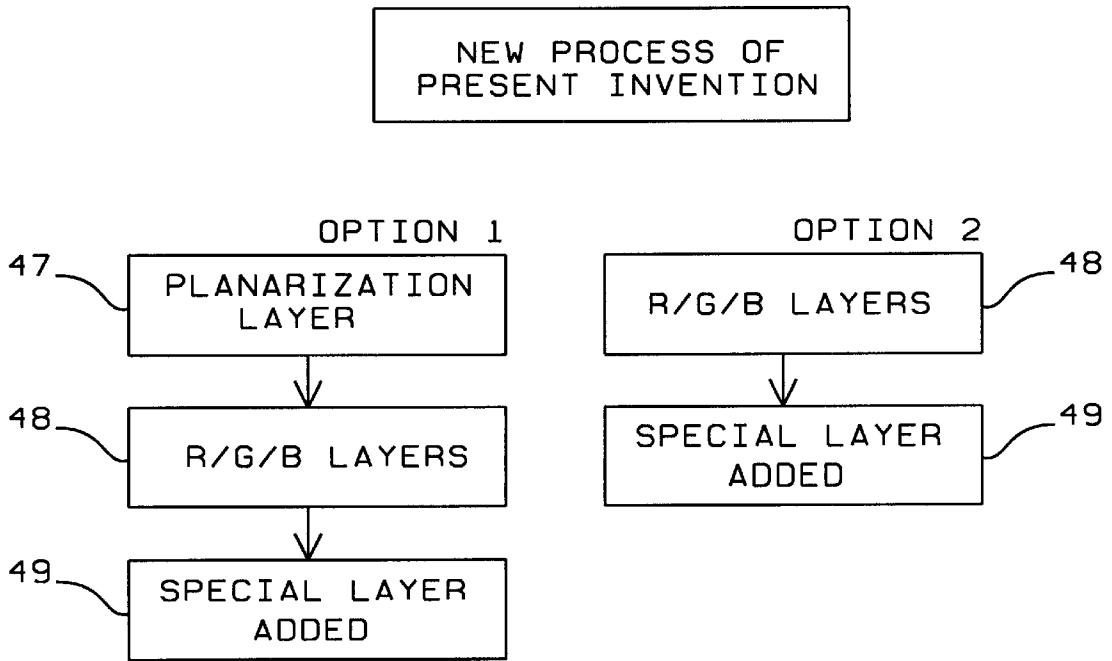 NEW PROCESS OF
PRESENT INVENTION
OPTION 1
47
PLANARIZATION
LAYER
48
R/G/B LAYERS
49
SPECIAL LAYER
ADDED
OPTION 2
R/G/B LAYERS
48
SPECIAL LAYER
ADDED
49